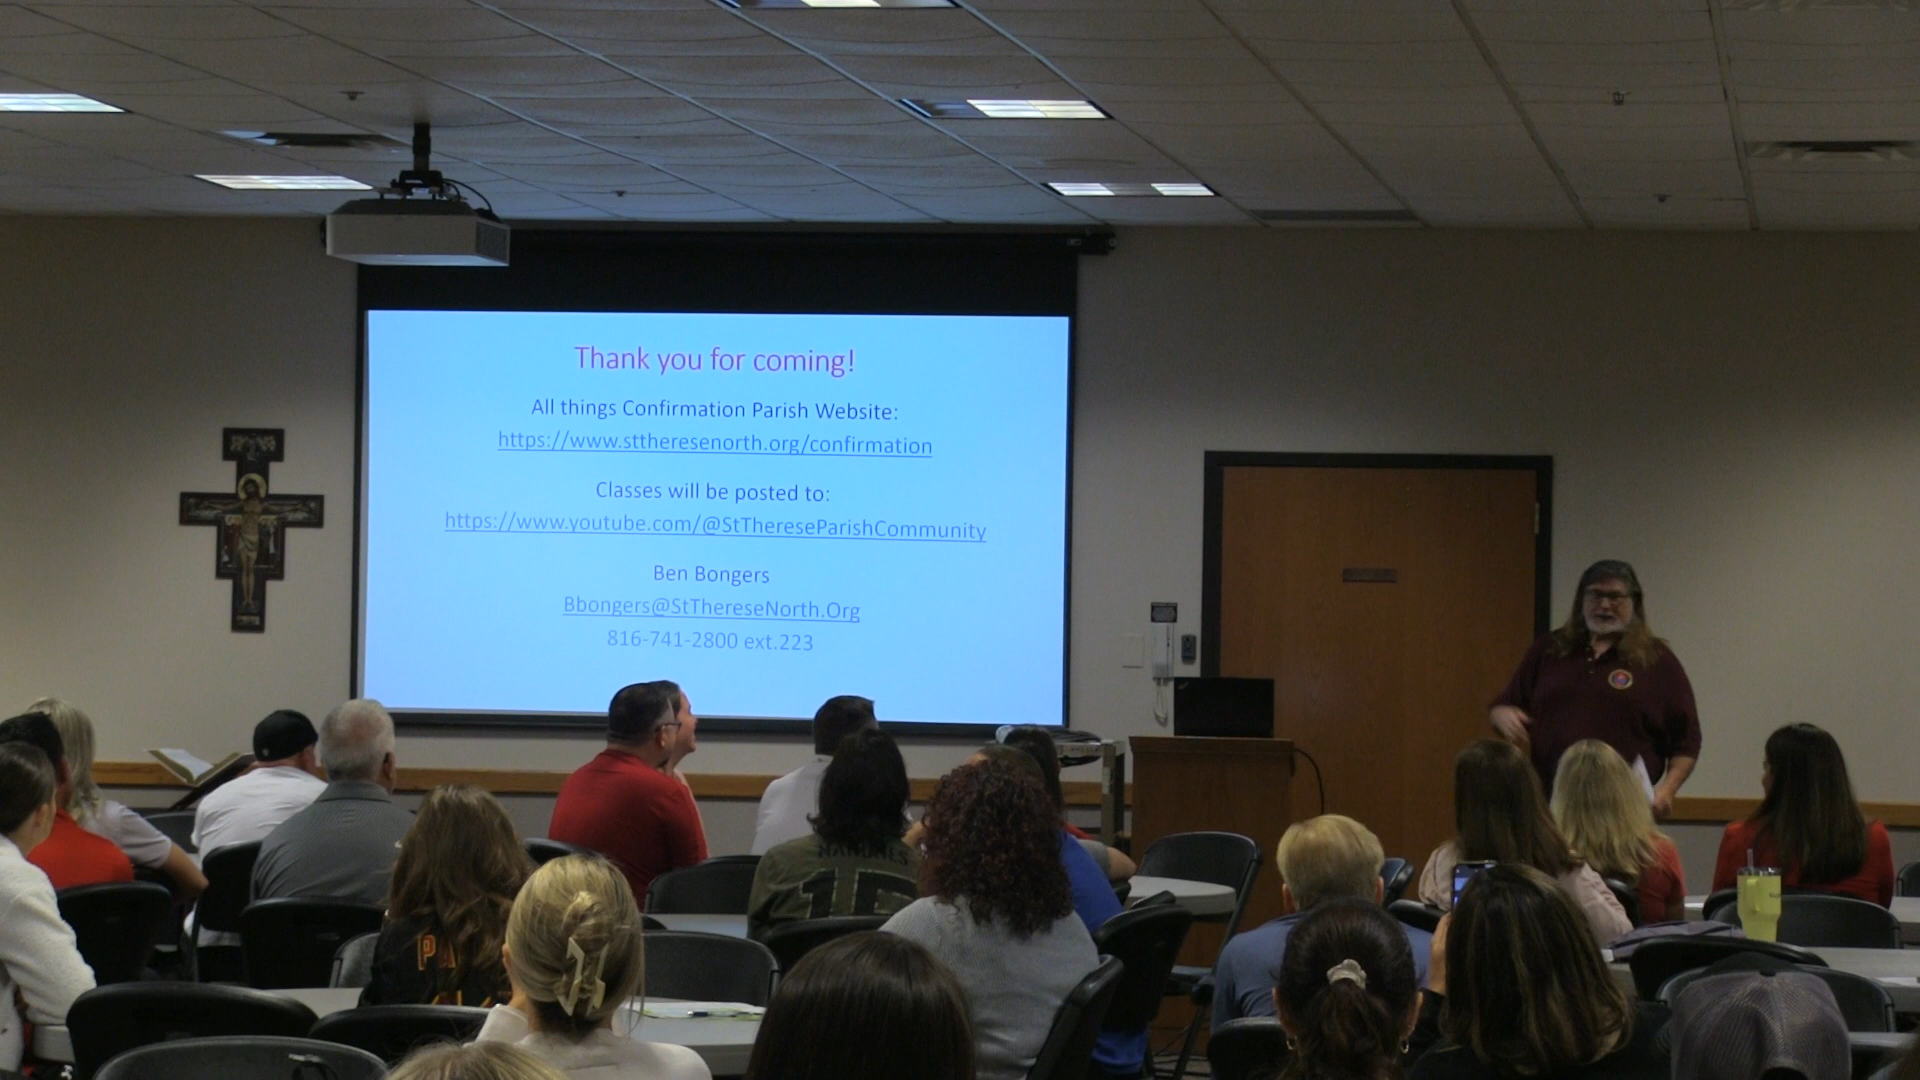 Thank you for coming!
All things Confirmation Parish Website:
https://www.sttheresenorth.org/confirmation
Classes will be posted to:
https://www.youtube.com/@StThereseParishCommunity
Ben Bongers
Bbongers@StThereseNorth.Org
816-741-2800 ext.223